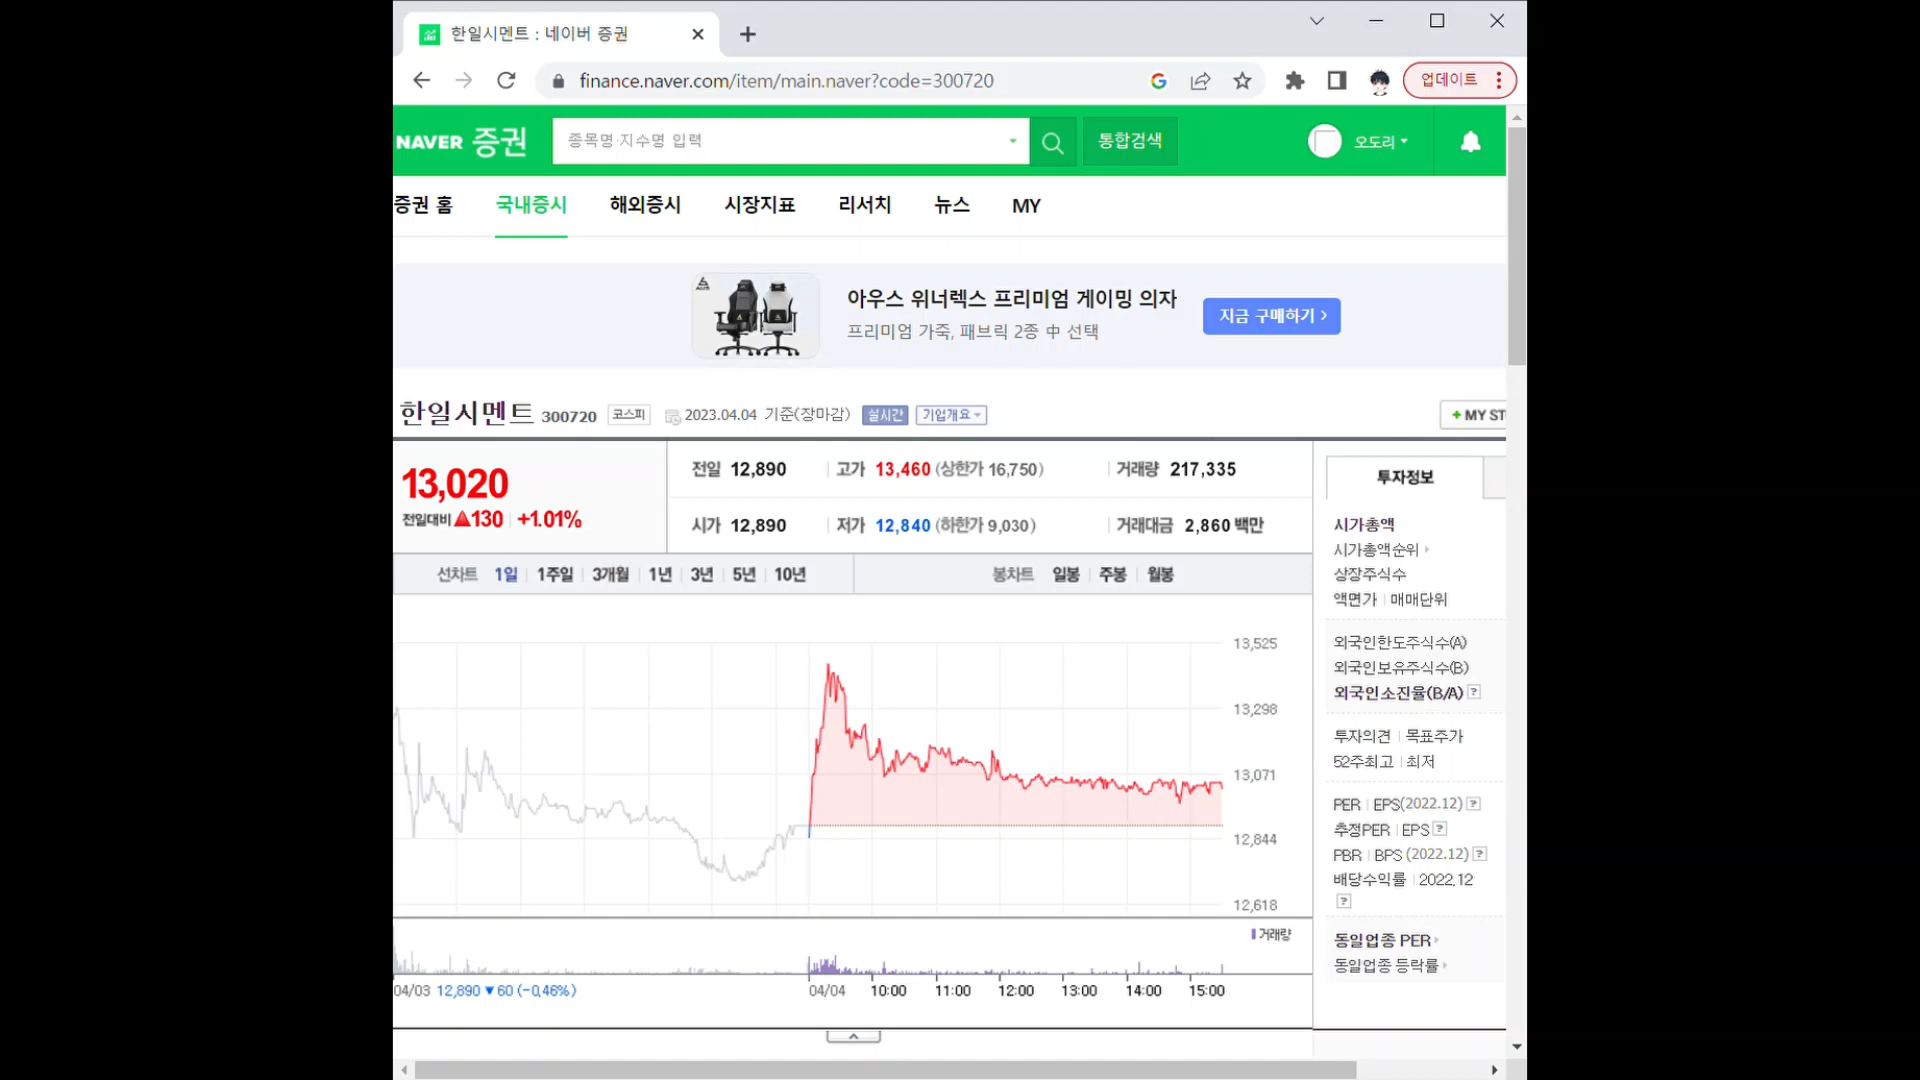 한일시멘트 : 네이버 증권
finance.naver.com/item/main.naver?code=300720
업데이트
NAVER 증권
종목명·지수명 입력
통합검색
오도리
증권 홈 국내증시 해외증시 시장지표 리서치 뉴스 MY
아우스 위너렉스 프리미엄 게이밍 의자
프리미엄 가죽, 패브릭 2종 中 선택
지금 구매하기 >
한일시멘트 300720 코스피 2023.04.04 기준(장마감) 실시간 기업개요
+ MY ST
13,020
전일대비 ▲130 +1.01%
전일 12,890 고가 13,460 (상한가 16,750) 거래량 217,335
시가 12,890 저가 12,840 (하한가 9,030) 거래대금 2,860 백만
선차트 1일 1주일 3개월 1년 3년 5년 10년
봉차트 일봉 주봉 월봉
13,525
13,298
13,071
12,844
12,618
거래량
04/03 12,890 ▼ 60 (-0.46%)
04/04 10:00 11:00 12:00 13:00 14:00 15:00
투자정보
시가총액
시가총액순위
상장주식수
액면가 | 매매단위
외국인한도주식수(A)
외국인보유주식수(B)
외국인소진율(B/A) ?
투자의견 | 목표주가
52주최고 | 최저
PER | EPS(2022.12) ?
추정PER | EPS ?
PBR | BPS (2022.12) ?
배당수익률 | 2022.12
?
동일업종 PER
동일업종 등락률